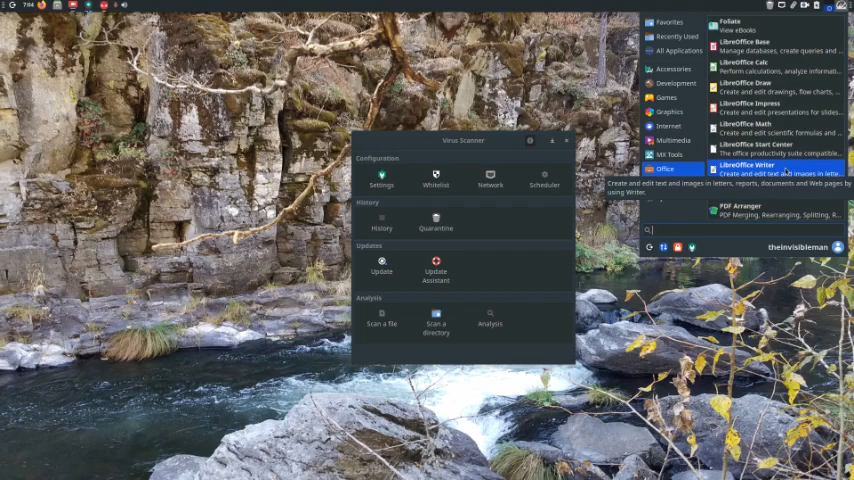 7:04
Favorites
Recently Used
All Applications
Accessories
Development
Games
Graphics
Internet
Multimedia
MX Tools
Office
Foliate
View eBooks
LibreOffice Base
Manage databases, create queries and ...
LibreOffice Calc
Perform calculations, analyze informati...
LibreOffice Draw
Create and edit drawings, flow charts, ...
LibreOffice Impress
Create and edit presentations for slides...
LibreOffice Math
Create and edit scientific formulas and ...
LibreOffice Start Center
The office productivity suite compatible...
LibreOffice Writer
Create and edit text and images in lette...
Create and edit text and images in letters, reports, documents and Web pages by
using Writer.
PDF Arranger
PDF Merging, Rearranging, Splitting, R...
theinvisibleman
Virus Scanner
Configuration
Settings
Whitelist
Network
Scheduler
History
History
Quarantine
Updates
Update
Update
Assistant
Analysis
Scan a file
Scan a
directory
Analysis